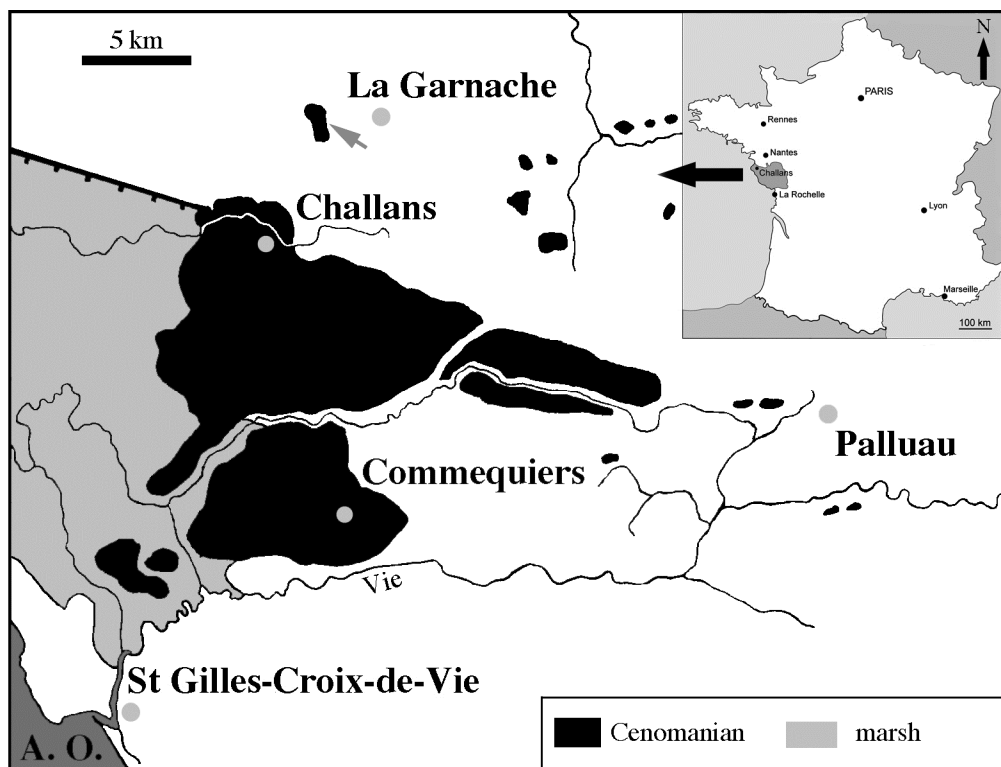 5 km
La Garnache
N
PARIS
Rennes
Nantes
Challans
La Rochelle
Lyon
Marseille
100 km
Challans
Commequiers
Palluau
Vie
St Gilles-Croix-de-Vie
A. O.
Cenomanian
marsh